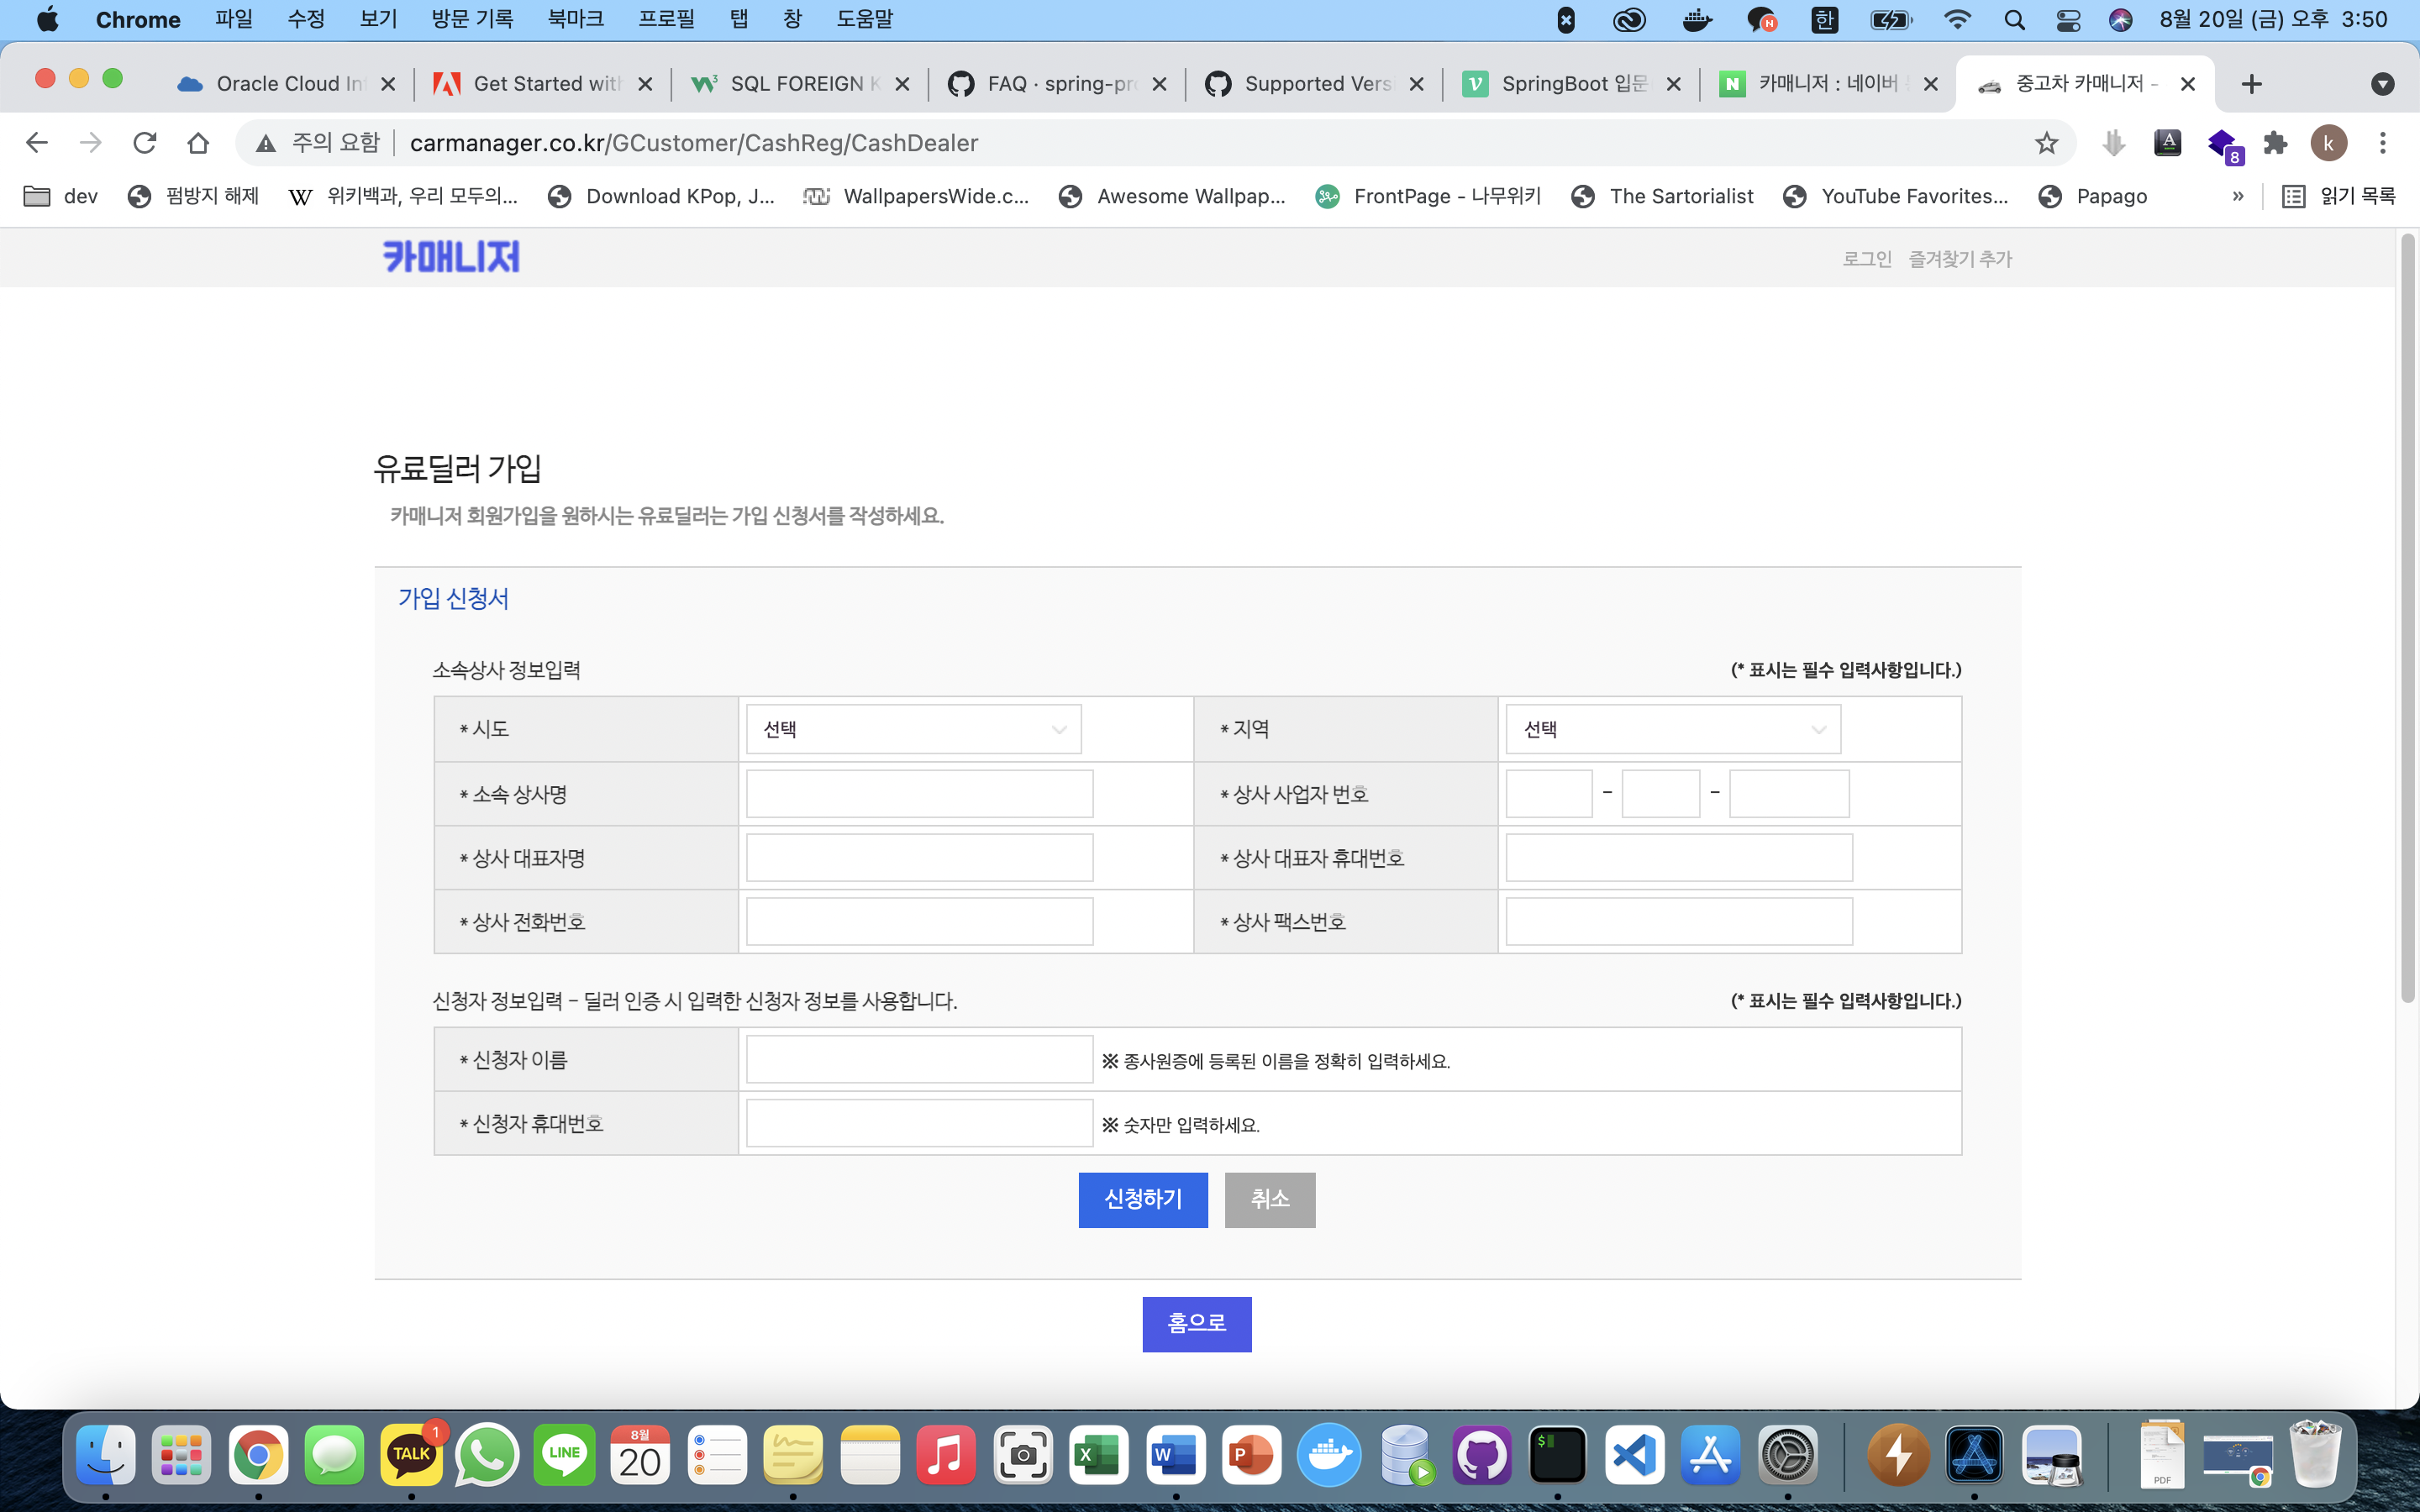 Chrome 파일 수정 보기 방문 기록 북마크 프로필 탭 창 도움말 한 8월 20일 (금) 오후 3:50
Oracle Cloud In Get Started with SQL FOREIGN K FAQ · spring-pro Supported Vers SpringBoot 입문 카매니저 : 네이버 중고차 카매니저 -
주의 요함 carmanager.co.kr/GCustomer/CashReg/CashDealer k 8
dev 펌방지 해제 위키백과, 우리 모두의... Download KPop, J... WallpapersWide.c... Awesome Wallpap... FrontPage - 나무위키 The Sartorialist YouTube Favorites... Papago » 읽기 목록
카매니저 로그인 즐겨찾기 추가
유료딜러 가입
카매니저 회원가입을 원하시는 유료딜러는 가입 신청서를 작성하세요.
가입 신청서
소속상사 정보입력 (* 표시는 필수 입력사항입니다.)
* 시도 선택 * 지역 선택
* 소속 상사명 * 상사 사업자 번호 - -
* 상사 대표자명 * 상사 대표자 휴대번호
* 상사 전화번호 * 상사 팩스번호
신청자 정보입력 - 딜러 인증 시 입력한 신청자 정보를 사용합니다. (* 표시는 필수 입력사항입니다.)
* 신청자 이름 ※ 종사원증에 등록된 이름을 정확히 입력하세요.
* 신청자 휴대번호 ※ 숫자만 입력하세요.
신청하기 취소
홈으로
TALK 1 LINE 8월 20 X W P $ PDF